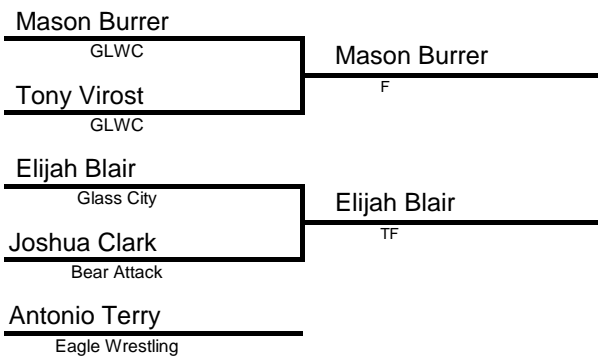 Mason Burrer
GLWC
Mason Burrer
F
Tony Virost
GLWC
Elijah Blair
Glass City
Elijah Blair
TF
Joshua Clark
Bear Attack
Antonio Terry
Eagle Wrestling